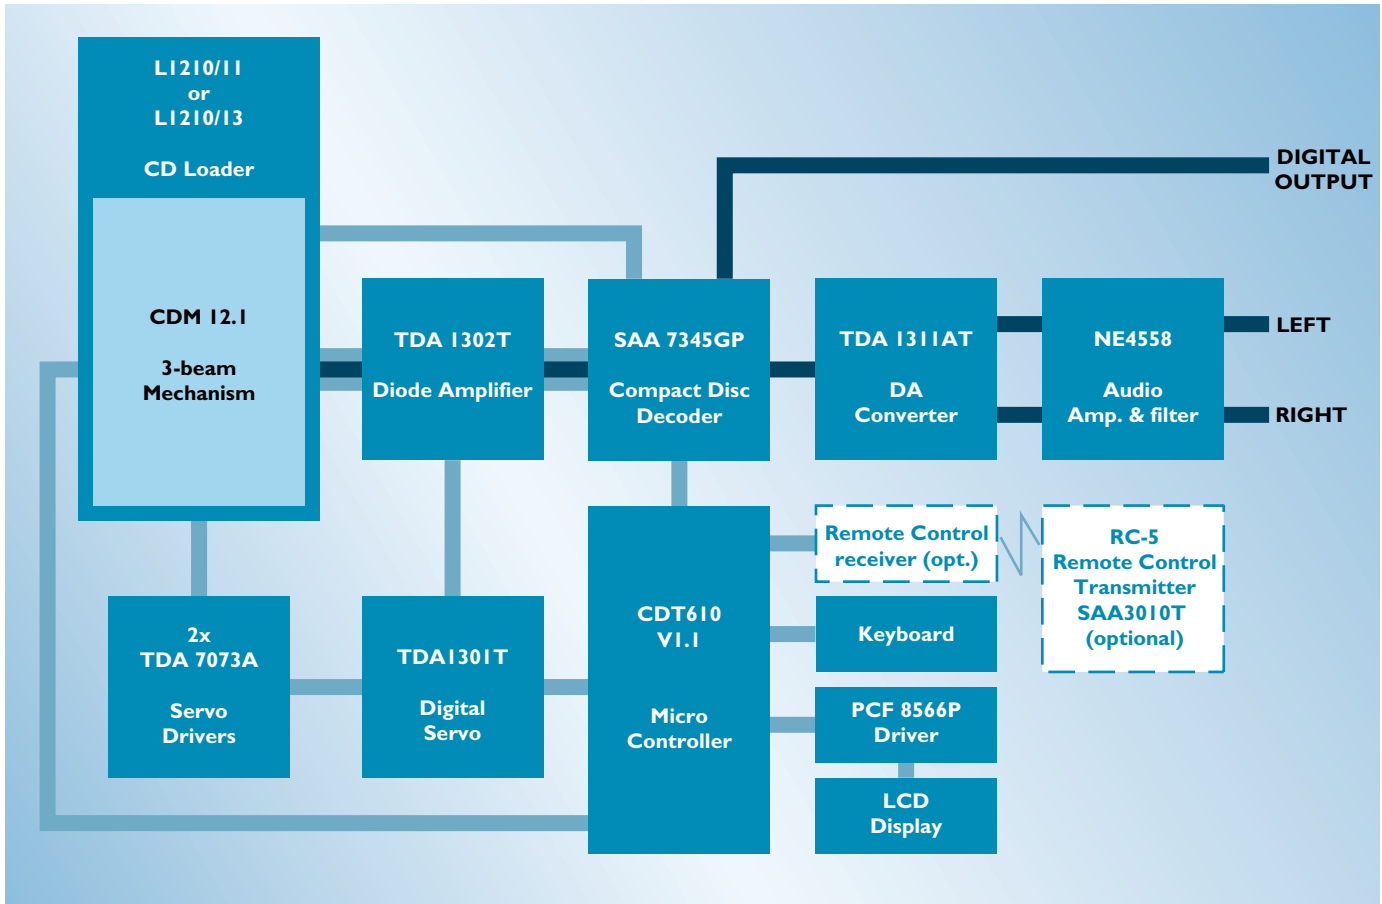 L1210/11
or
L1210/13
CD Loader
CDM 12.1
3-beam
Mechanism
TDA 1302T
Diode Amplifier
SAA 7345GP
Compact Disc
Decoder
TDA 1311AT
DA
Converter
NE4558
Audio
Amp. & filter
DIGITAL
OUTPUT
LEFT
RIGHT
2x
TDA 7073A
Servo
Drivers
TDA1301T
Digital
Servo
CDT610
V1.1
Micro
Controller
Remote Control
receiver (opt.)
RC-5
Remote Control
Transmitter
SAA3010T
(optional)
Keyboard
PCF 8566P
Driver
LCD
Display